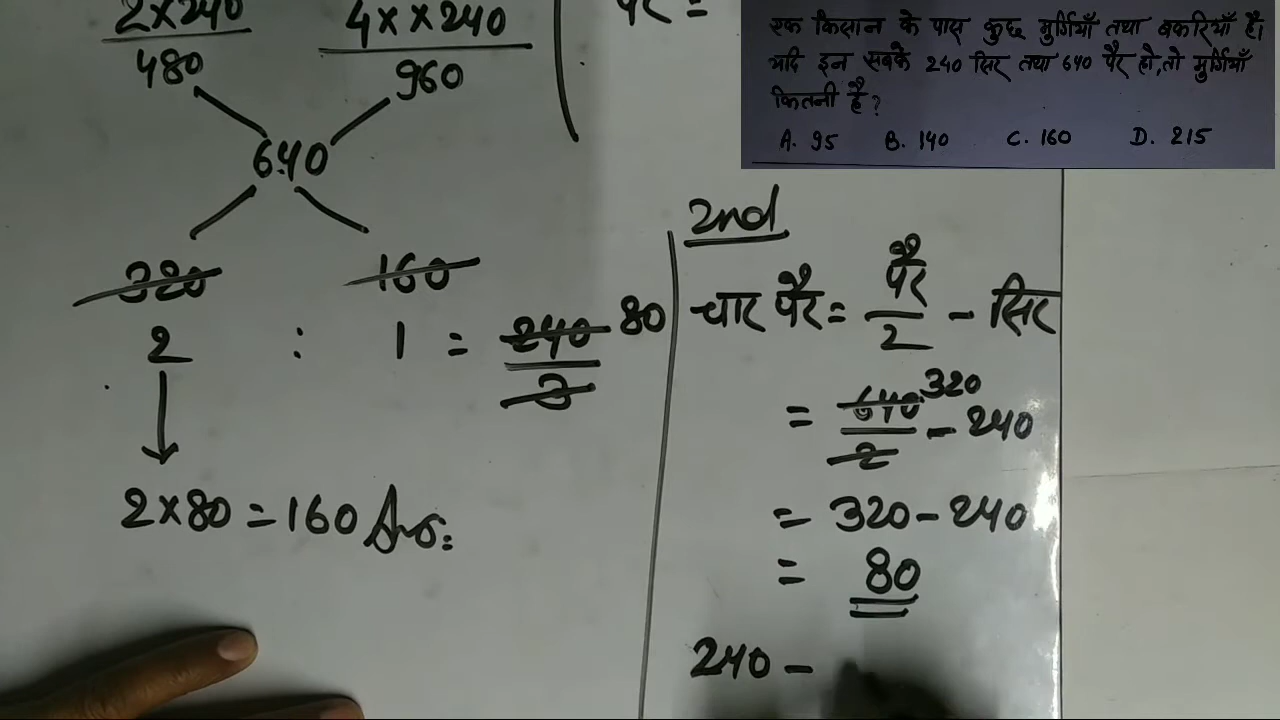 2×240
480
4××240
960
640
320 160
2 : 1 = 240/3 80
2×80=160 Ans:
पैर =
एक किसान के पास कुछ मुर्गियाँ तथा बकरियाँ है,
यदि इन सबके 240 सिर तथा 640 पैर हो, तो मुर्गियाँ
कितनी है?
A. 95 B. 140 C. 160 D. 215
2nd
चार पैर = पैर/2 - सिर
= 640/2 320 - 240
= 320-240
= 80
240 -